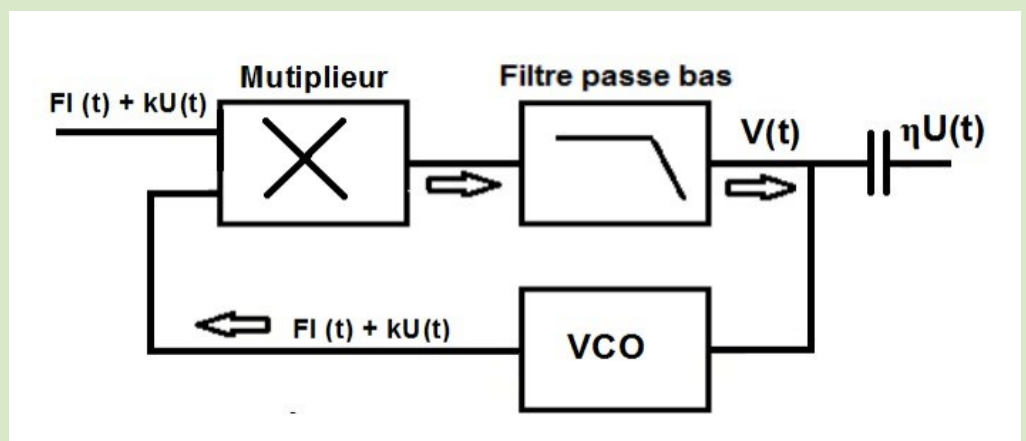 Mutiplieur
Filtre passe bas
FI (t) + kU(t)
V(t)
ηU(t)
FI (t) + kU(t)
VCO